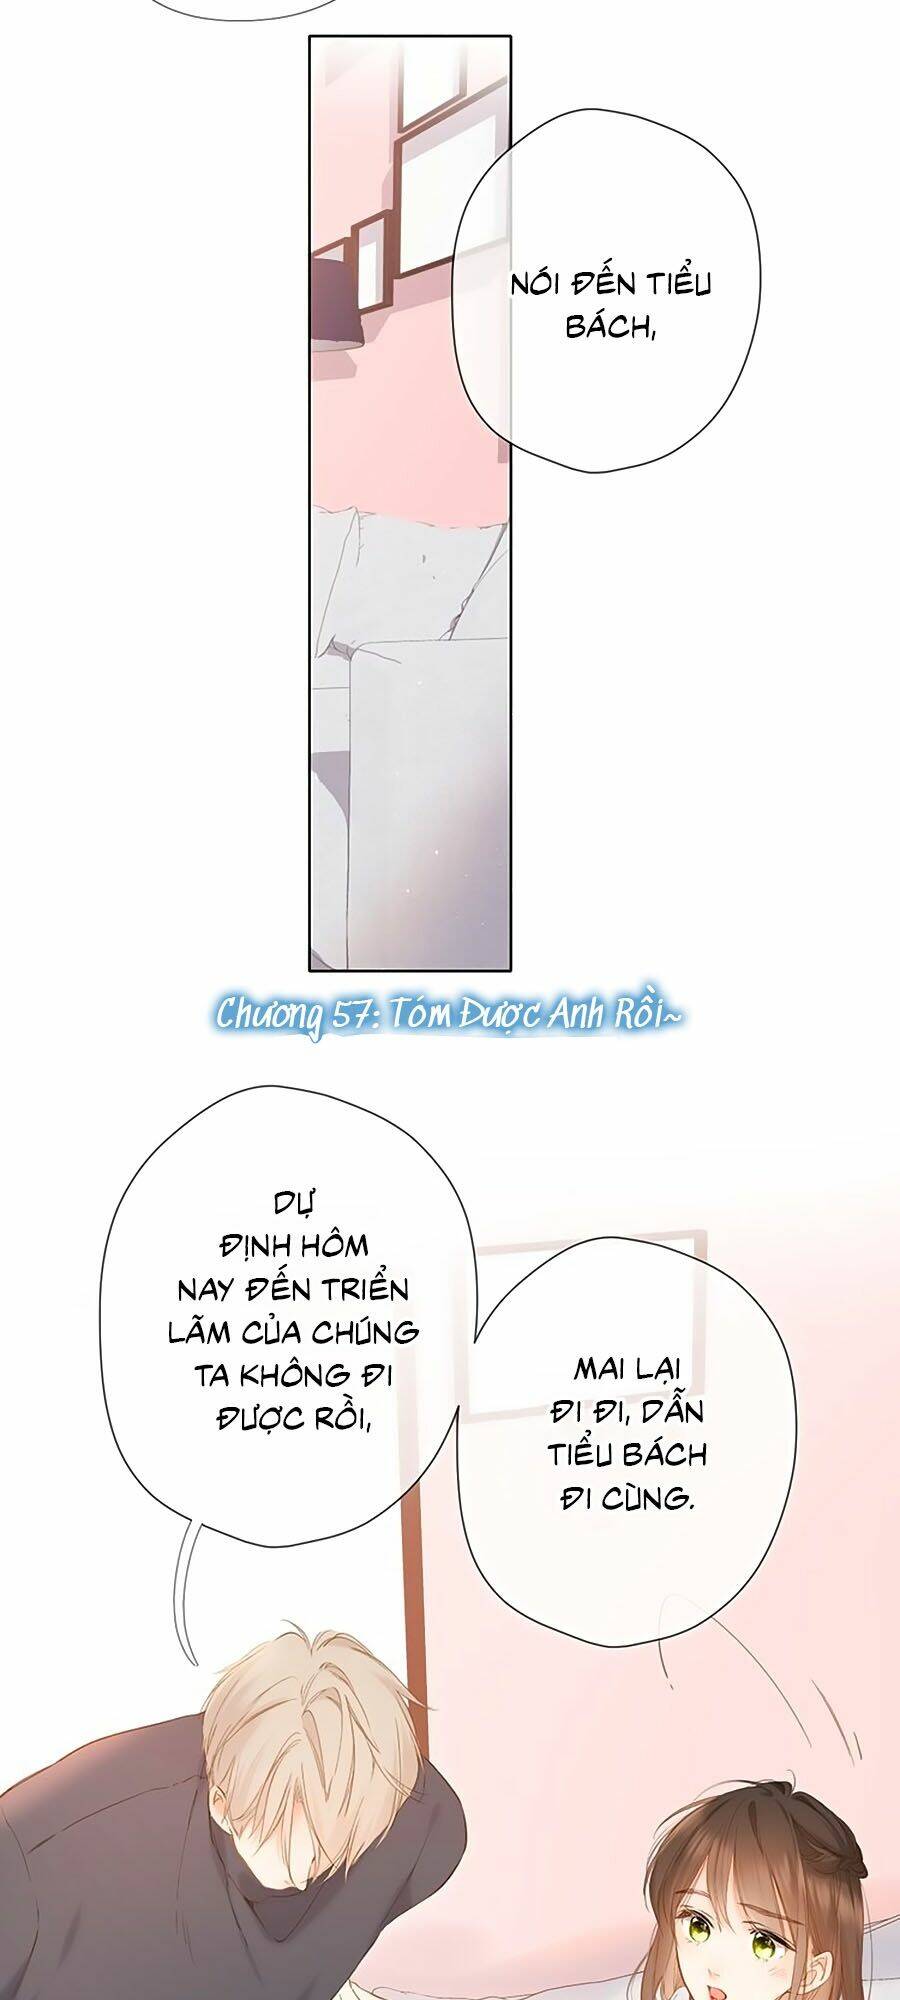 NÓI ĐẾN TIỂU
BÁCH,
Chương 57: Tóm Được Anh Rồi~
DỰ
ĐỊNH HÔM
NAY ĐẾN TRIỂN
LÃM CỦA CHÚNG
TA KHÔNG ĐI
ĐƯỢC RỒI,
MAI LẠI
ĐI ĐI, DẪN
TIỂU BÁCH
ĐI CÙNG.